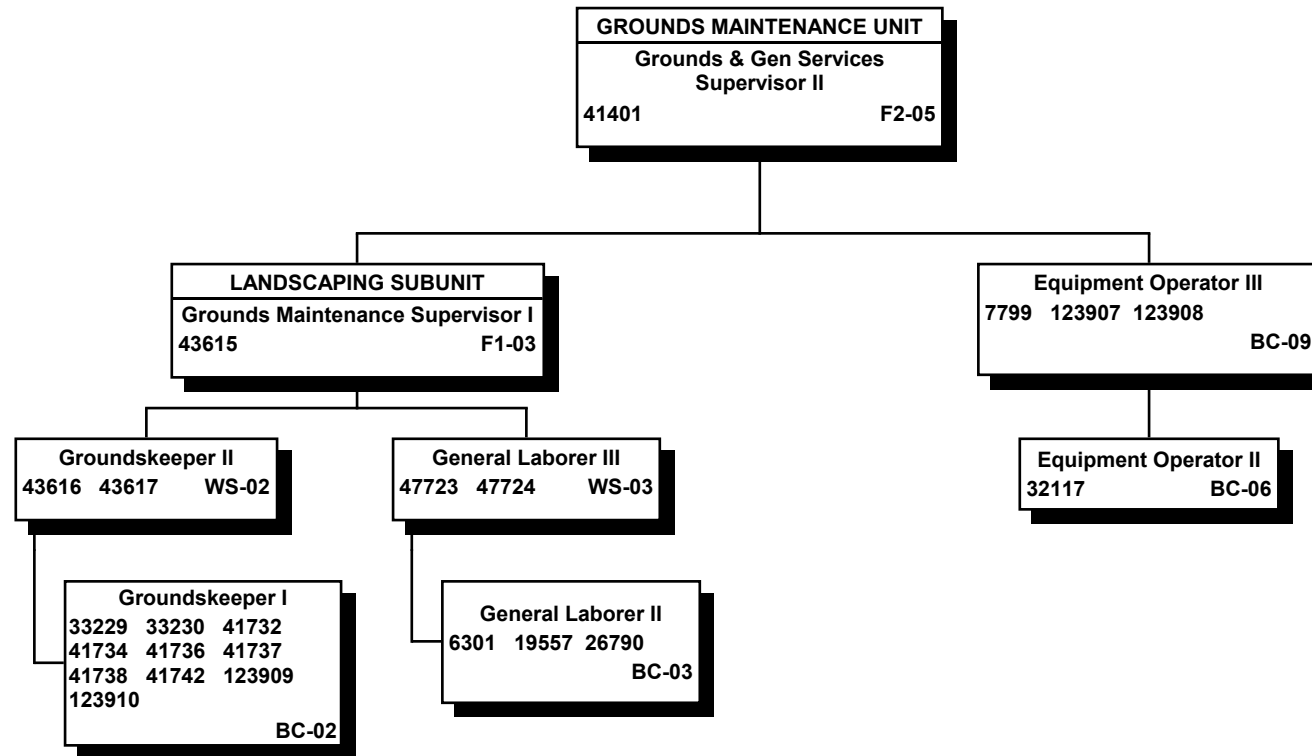 GROUNDS MAINTENANCE UNIT
Grounds & Gen Services
Supervisor II
41401 F2-05
LANDSCAPING SUBUNIT
Grounds Maintenance Supervisor I
43615 F1-03
Equipment Operator III
7799 123907 123908
BC-09
Groundskeeper II
43616 43617 WS-02
General Laborer III
47723 47724 WS-03
Equipment Operator II
32117 BC-06
Groundskeeper I
33229 33230 41732
41734 41736 41737
41738 41742 123909
123910
BC-02
General Laborer II
6301 19557 26790
BC-03